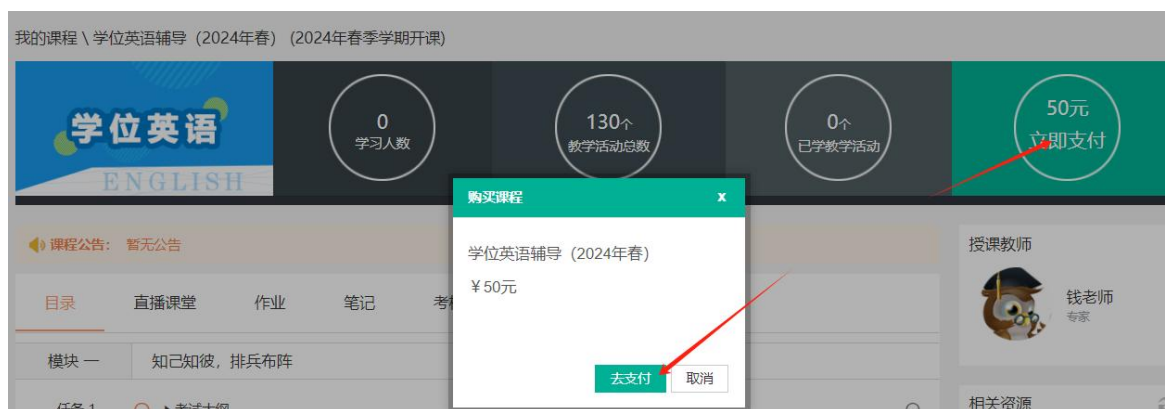 我的课程 \ 学位英语辅导（2024年春）（2024年春季学期开课)
学位英语
ENGLISH
0
学习人数
130个
教学活动总数
0个
已学教学活动
50元
立即支付
购买课程 x
学位英语辅导（2024年春）
￥50元
去支付 取消
课程公告： 暂无公告
目录 直播课堂 作业 笔记
模块 一 知己知彼，排兵布阵
任务 1 考试大纲
授课教师
钱老师
专家
相关资源